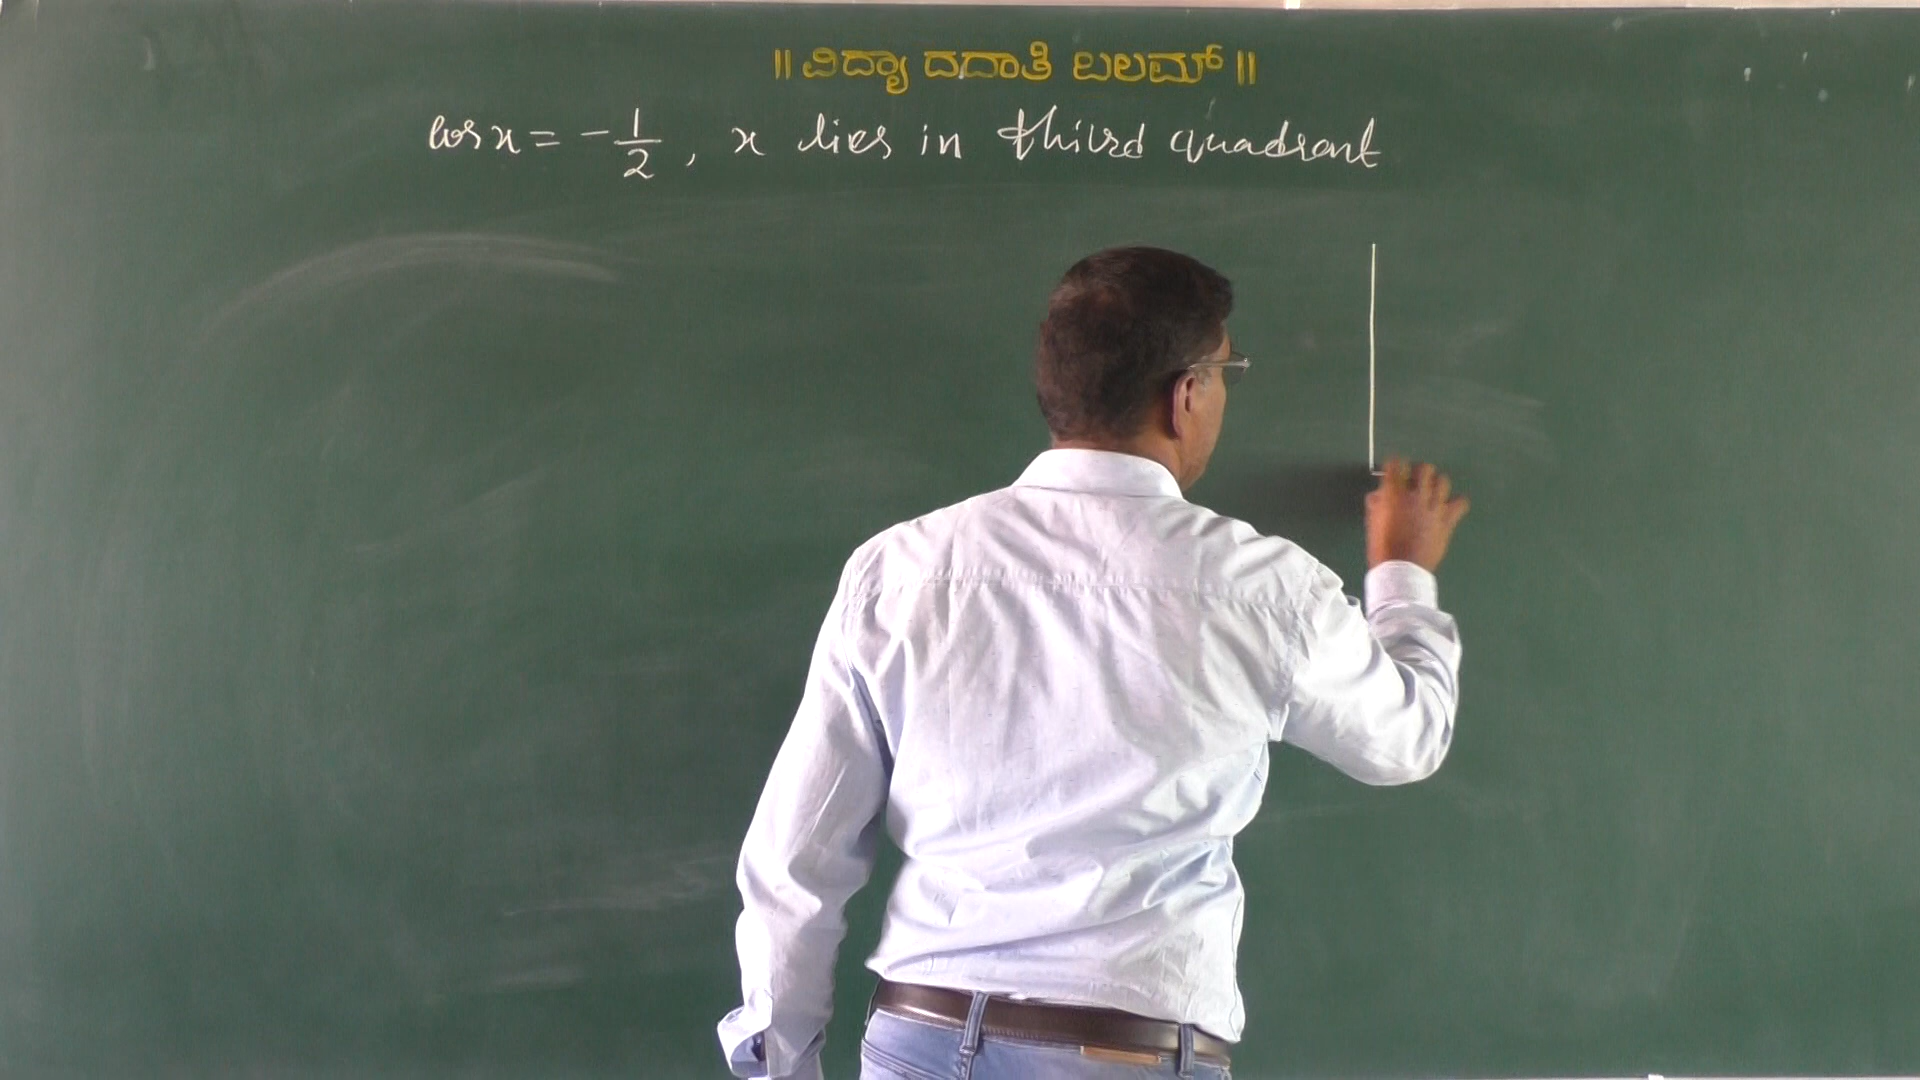 ॥ ವಿದ್ಯಾ ದದಾತಿ ಬಲಮ್ ॥
cos x = -1/2, x lies in third quadrant